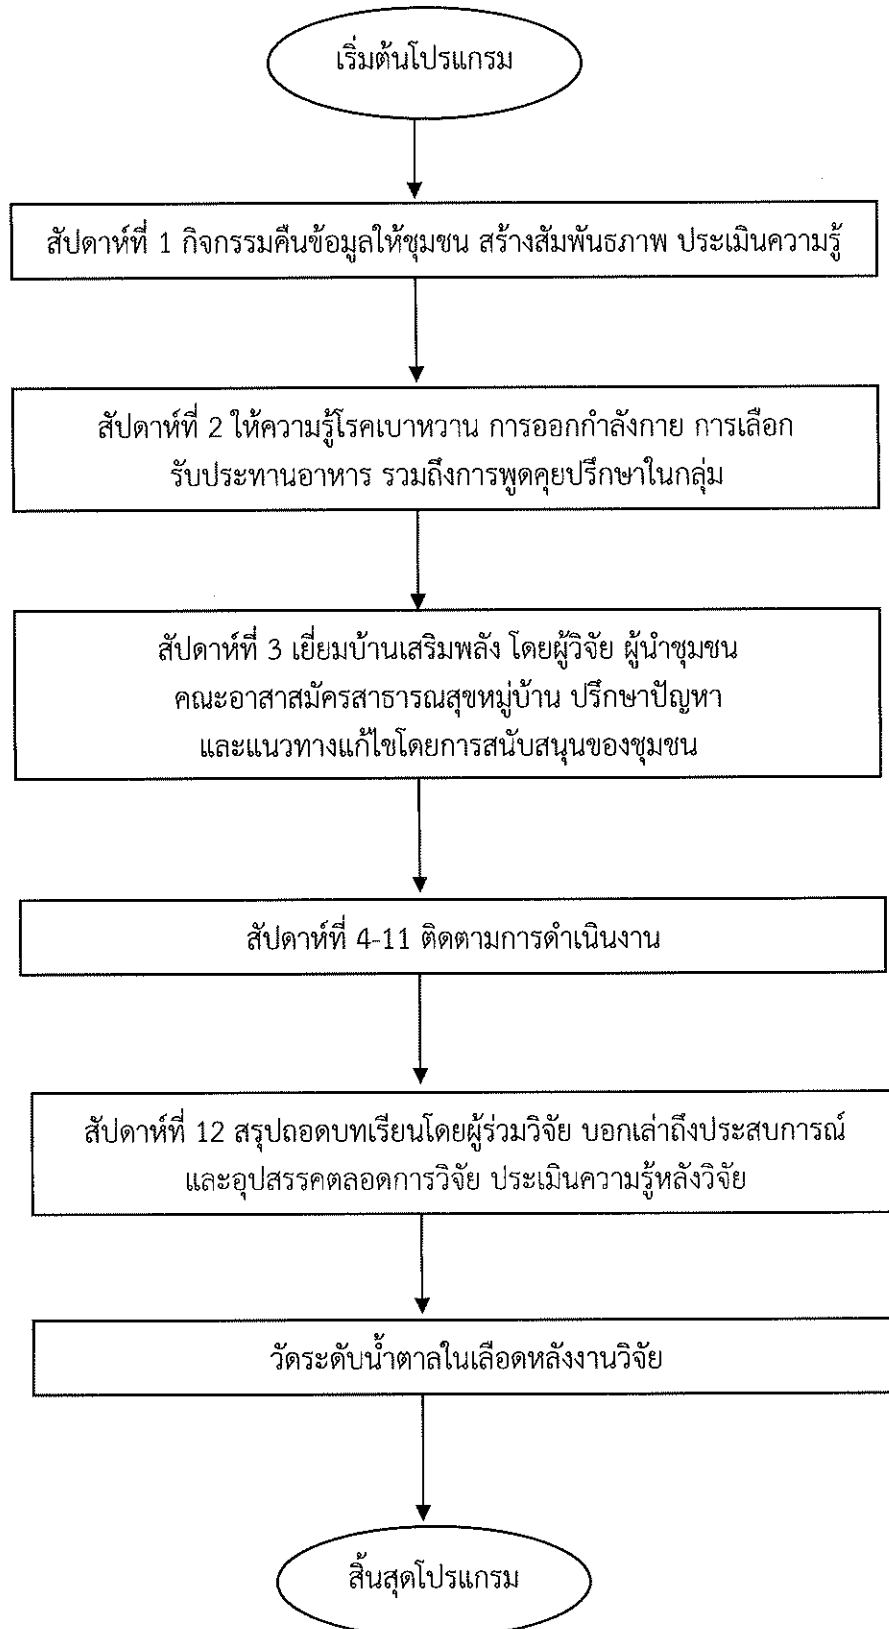 เริ่มต้นโปรแกรม
สัปดาห์ที่ 1 กิจกรรมคืนข้อมูลให้ชุมชน สร้างสัมพันธภาพ ประเมินความรู้
สัปดาห์ที่ 2 ให้ความรู้โรคเบาหวาน การออกกำลังกาย การเลือก
รับประทานอาหาร รวมถึงการพูดคุยปรึกษาในกลุ่ม
สัปดาห์ที่ 3 เยี่ยมบ้านเสริมพลัง โดยผู้วิจัย ผู้นำชุมชน
คณะอาสาสมัครสาธารณสุขหมู่บ้าน ปรึกษาปัญหา
และแนวทางแก้ไขโดยการสนับสนุนของชุมชน
สัปดาห์ที่ 4-11 ติดตามการดำเนินงาน
สัปดาห์ที่ 12 สรุปถอดบทเรียนโดยผู้ร่วมวิจัย บอกเล่าถึงประสบการณ์
และอุปสรรคตลอดการวิจัย ประเมินความรู้หลังวิจัย
วัดระดับน้ำตาลในเลือดหลังงานวิจัย
สิ้นสุดโปรแกรม